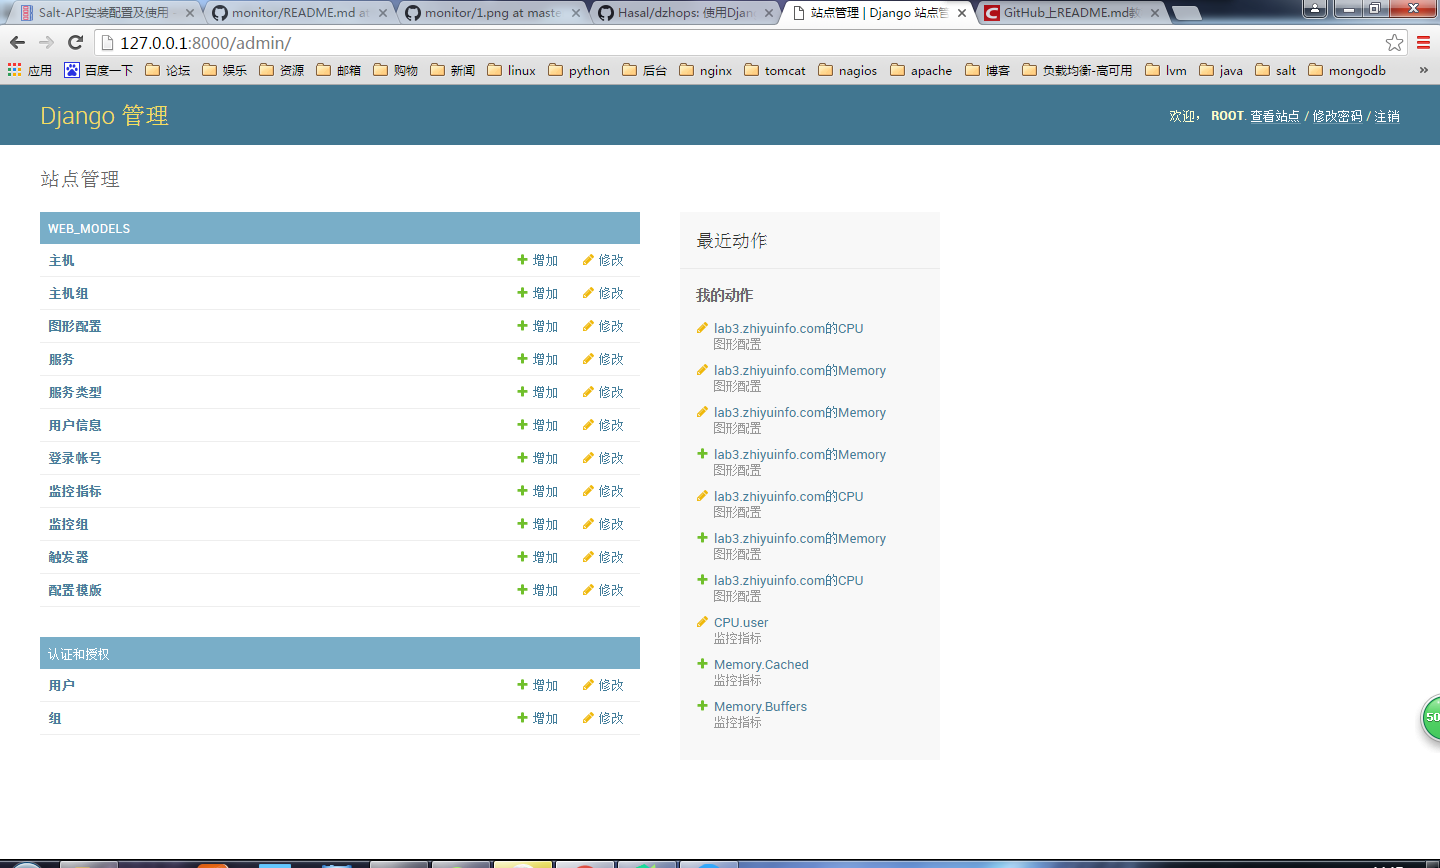 Salt-API安装配置及使用
monitor/README.md at
monitor/1.png at maste
Hasal/dzhops: 使用Djan
站点管理 | Django 站点管
GitHub上README.md教
127.0.0.1:8000/admin/
应用 百度一下 论坛 娱乐 资源 邮箱 购物 新闻 linux python 后台 nginx tomcat nagios apache 博客 负载均衡-高可用 lvm java salt mongodb »
Django 管理
欢迎， ROOT. 查看站点 / 修改密码 / 注销
站点管理
WEB_MODELS
主机 增加 修改
主机组 增加 修改
图形配置 增加 修改
服务 增加 修改
服务类型 增加 修改
用户信息 增加 修改
登录帐号 增加 修改
监控指标 增加 修改
监控组 增加 修改
触发器 增加 修改
配置模版 增加 修改
认证和授权
用户 增加 修改
组 增加 修改
最近动作
我的动作
lab3.zhiyuinfo.com的CPU
图形配置
lab3.zhiyuinfo.com的Memory
图形配置
lab3.zhiyuinfo.com的Memory
图形配置
lab3.zhiyuinfo.com的Memory
图形配置
lab3.zhiyuinfo.com的CPU
图形配置
lab3.zhiyuinfo.com的Memory
图形配置
lab3.zhiyuinfo.com的CPU
图形配置
CPU.user
监控指标
Memory.Cached
监控指标
Memory.Buffers
监控指标
50